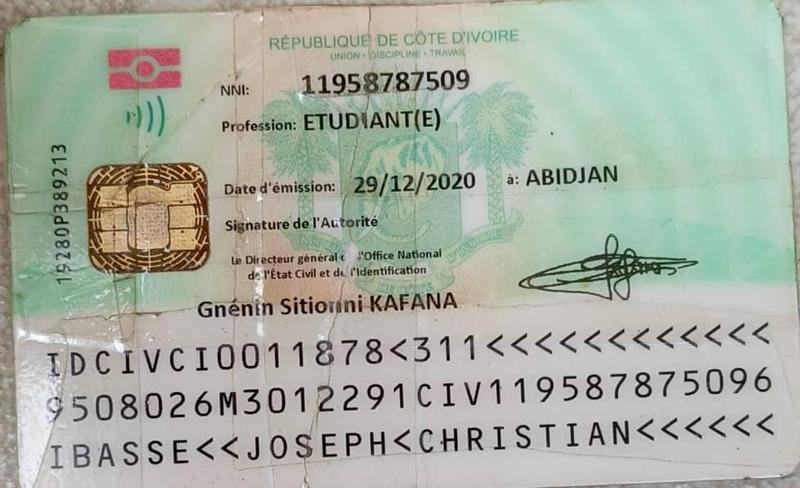 RÉPUBLIQUE DE CÔTE D'IVOIRE
UNION - DISCIPLINE - TRAVAIL
NNI: 11958787509
Profession: ETUDIANT(E)
19280P389213
Date d'émission: 29/12/2020 à: ABIDJAN
Signature de l'Autorité
Le Directeur général l'Office National
de l'État Civil et de l'Identification
Gnénin Sitionni KAFANA
IDCIVCI0011878<311<<<<<<<<<<<<
9508026M3012291CIV119587875096
IBASSE<<JOSEPH<CHRISTIAN<<<<<<